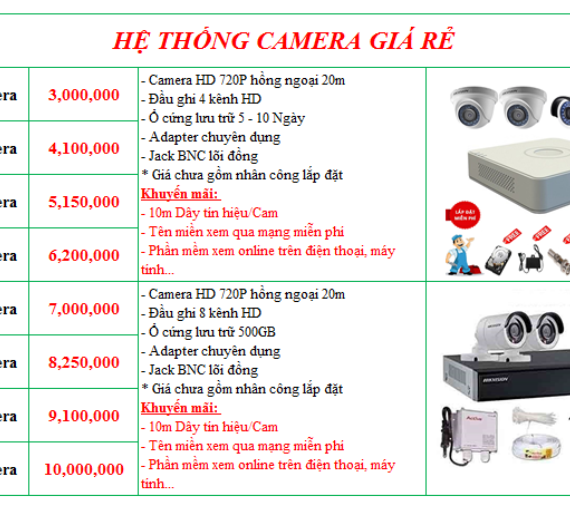 HỆ THỐNG CAMERA GIÁ RẺ
era 3,000,000
era 4,100,000
era 5,150,000
era 6,200,000
- Camera HD 720P hồng ngoại 20m
- Đầu ghi 4 kênh HD
- Ổ cứng lưu trữ 5 - 10 Ngày
- Adapter chuyên dụng
- Jack BNC lõi đồng
* Giá chưa gồm nhân công lắp đặt
Khuyến mãi:
- 10m Dây tín hiệu/Cam
- Tên miền xem qua mạng miễn phí
- Phần mềm xem online trên điện thoại, máy
tính...
LẮP ĐẶT
MIỄN PHÍ
FREE
FREE
FREE
era 7,000,000
era 8,250,000
era 9,100,000
era 10,000,000
- Camera HD 720P hồng ngoại 20m
- Đầu ghi 8 kênh HD
- Ổ cứng lưu trữ 500GB
- Adapter chuyên dụng
- Jack BNC lõi đồng
* Giá chưa gồm nhân công lắp đặt
Khuyến mãi:
- 10m Dây tín hiệu/Cam
- Tên miền xem qua mạng miễn phí
- Phần mềm xem online trên điện thoại, máy
tính...
HIKVISION